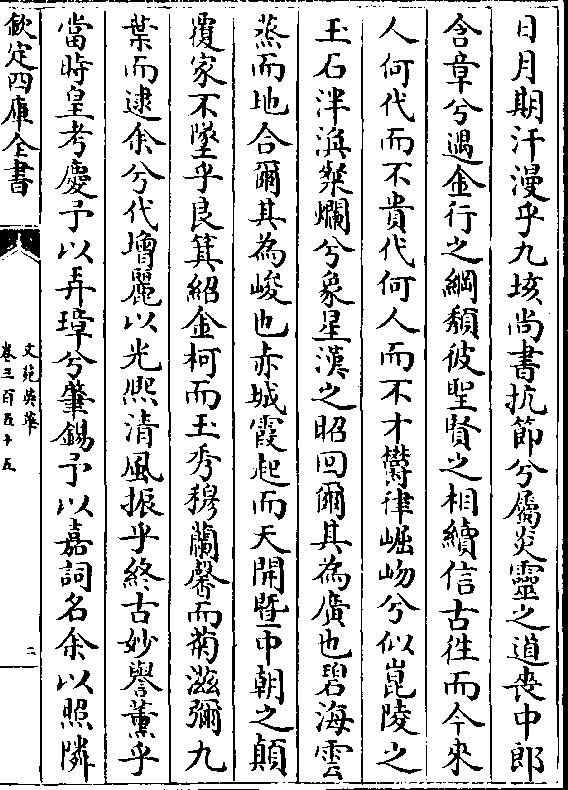 日月期汗漫乎九垓尚書抗節兮屬炎靈之道喪中郎
含章兮遇金行之綱頽彼聖賢之相續信古徃而今來
人何代而不貴代何人而不才欝律崛岉兮似崑陵之
玉石泮渙粲爛兮象星漢之昭回爾其為廣也碧海雲
蒸而地合爾其為峻也赤城霞起而天開暨中朝之顛
覆家不墜乎良箕紹金柯而玉秀穆蘭馨而菊滋彌九
葉而逮余兮代增麗以光熙清風振乎終古妙譽薫乎
當時皇考慶予以弄璋兮肇錫予以嘉詞名余以照隣
欽定四庫全書
文苑英華
卷三百五十五
二